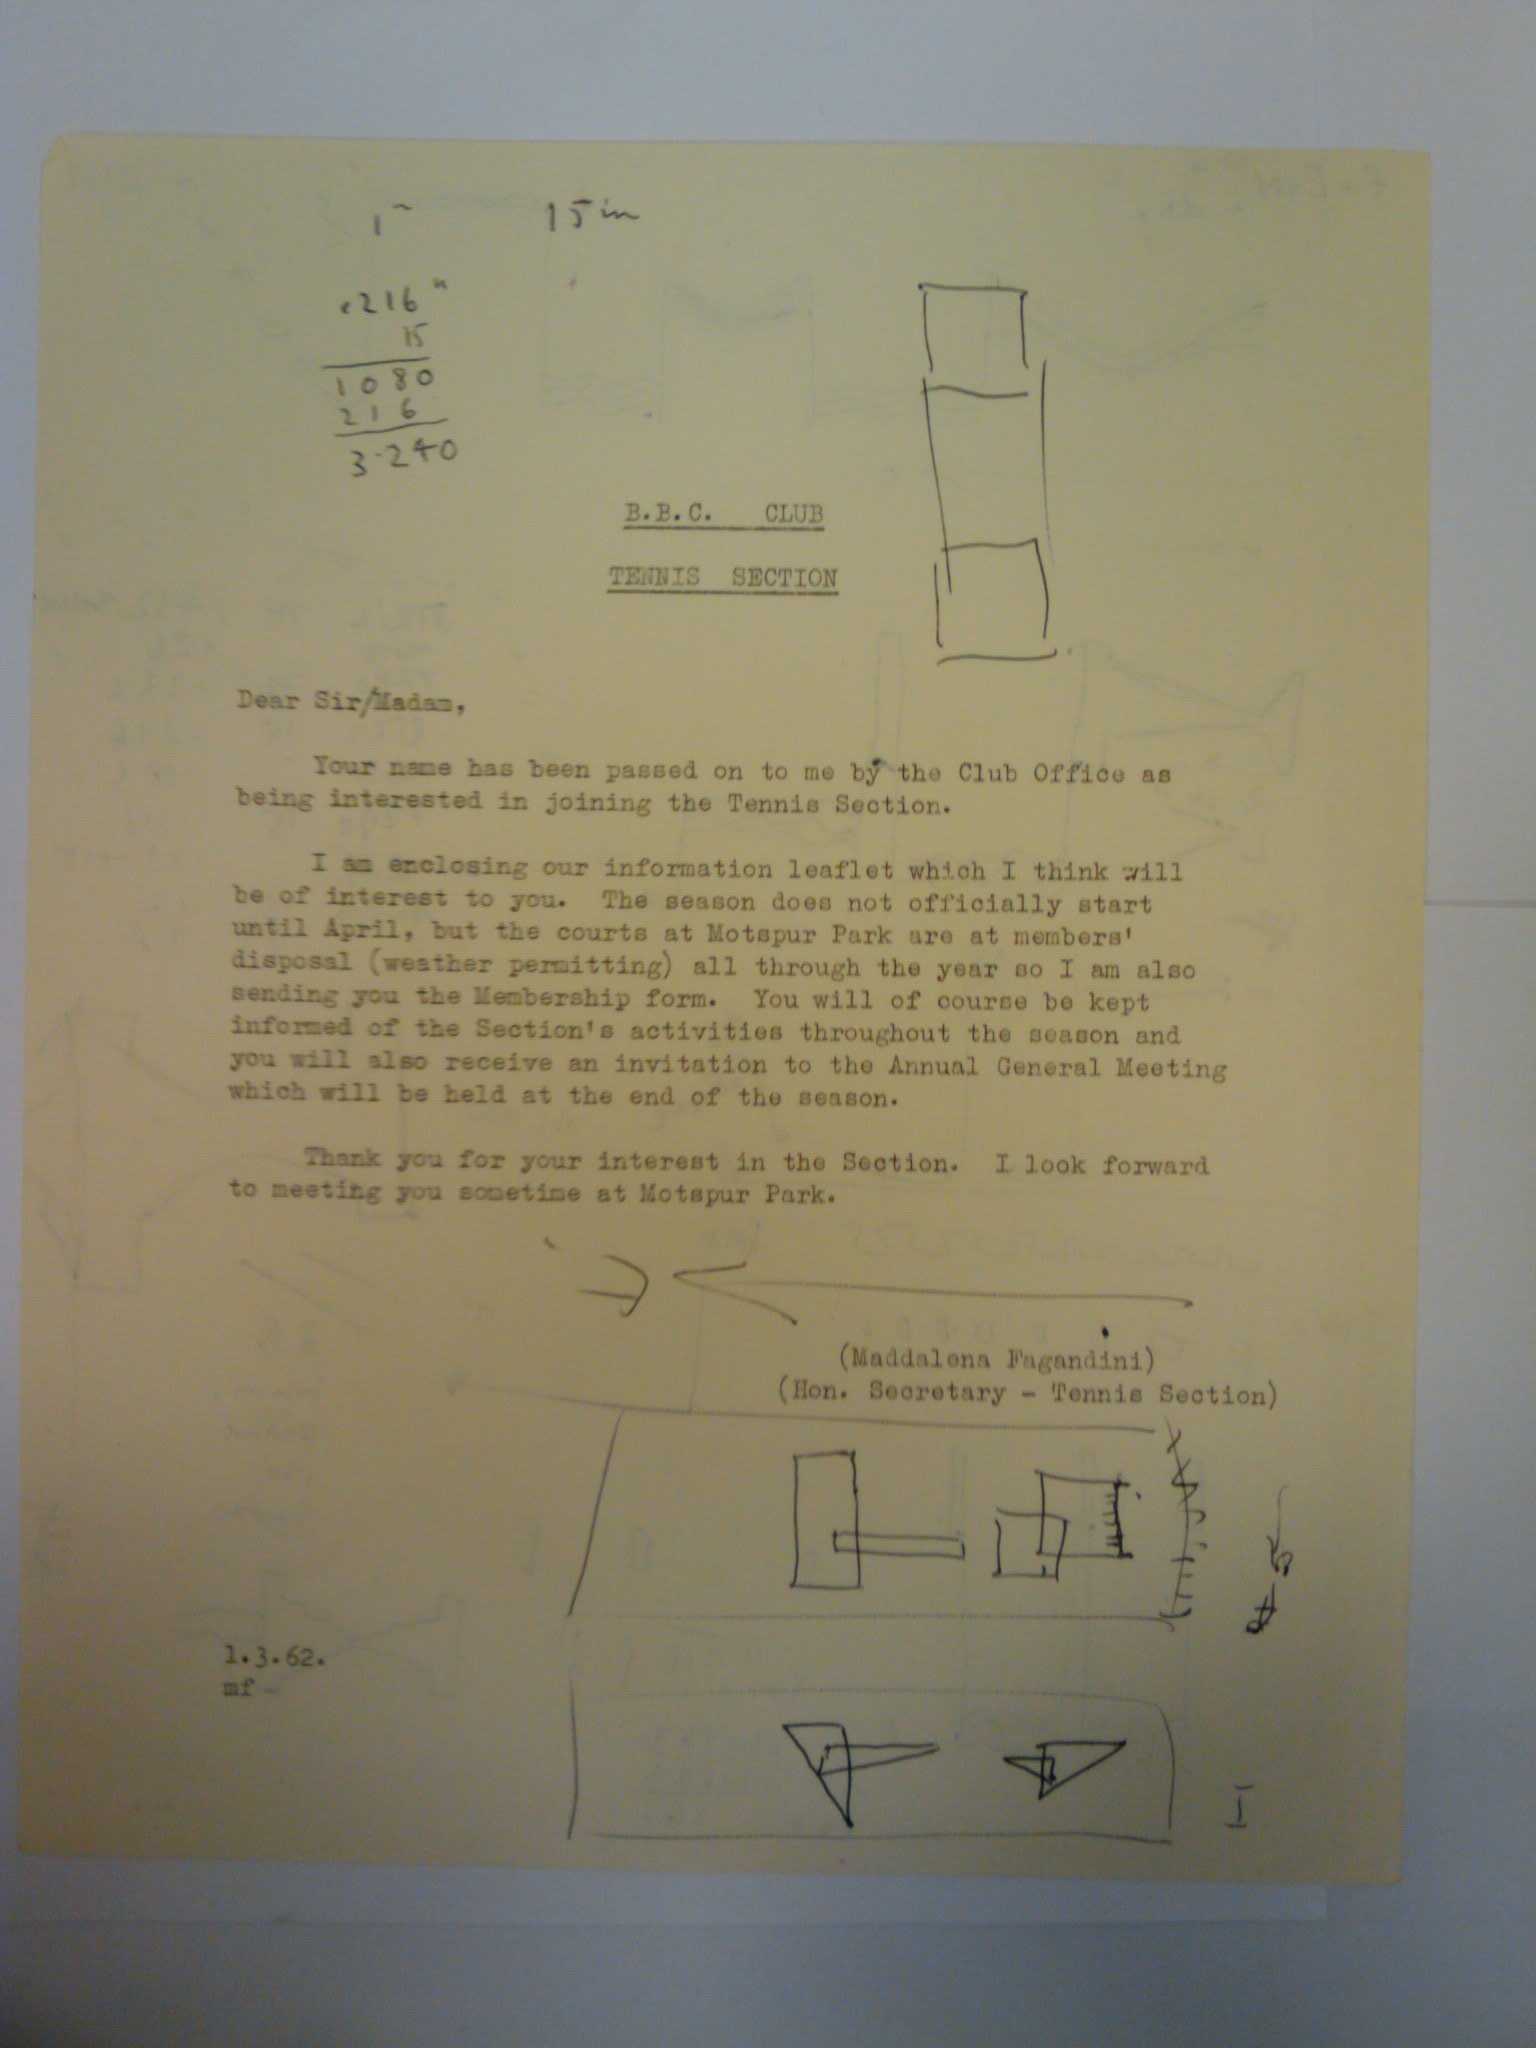 15 in
.216"
15
1080
216
3.240
B.B.C. CLUB
TENNIS SECTION
Dear Sir/Madam,
Your name has been passed on to me by the Club Office as
being interested in joining the Tennis Section.
I am enclosing our information leaflet which I think will
be of interest to you. The season does not officially start
until April, but the courts at Motspur Park are at members'
disposal (weather permitting) all through the year so I am also
sending you the Membership form. You will of course be kept
informed of the Section's activities throughout the season and
you will also receive an invitation to the Annual General Meeting
which will be held at the end of the season.
Thank you for your interest in the Section. I look forward
to meeting you sometime at Motspur Park.
(Maddalena Fagandini)
(Hon. Secretary - Tennis Section)
1.3.62.
mf
I